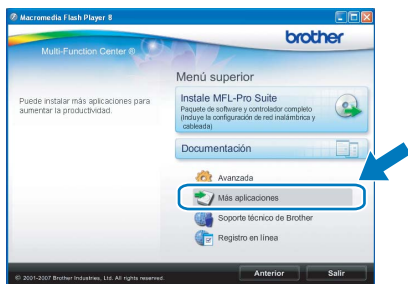 Macromedia Flash Player 8
brother
Multi-Function Center ®
Menú superior
Puede instalar más aplicaciones para
aumentar la productividad.
Instale MFL-Pro Suite
Paquete de software y controlador completo
(Incluye la configuración de red inalámbrica y
cableada)
Documentación
Avanzada
Más aplicaciones
Soporte técnico de Brother
Registro en línea
© 2001-2007 Brother Industries, Ltd. All rights reserved.
Anterior
Salir